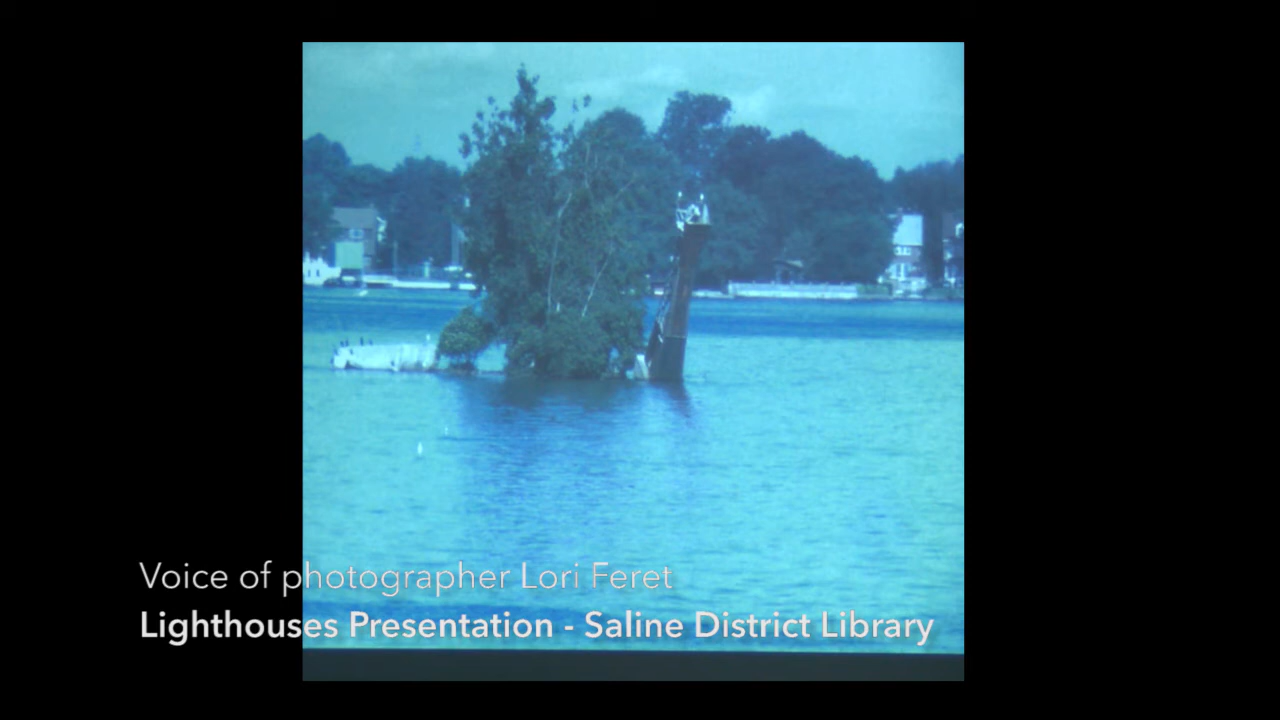 Voice of photographer Lori Feret
Lighthouses Presentation - Saline District Library